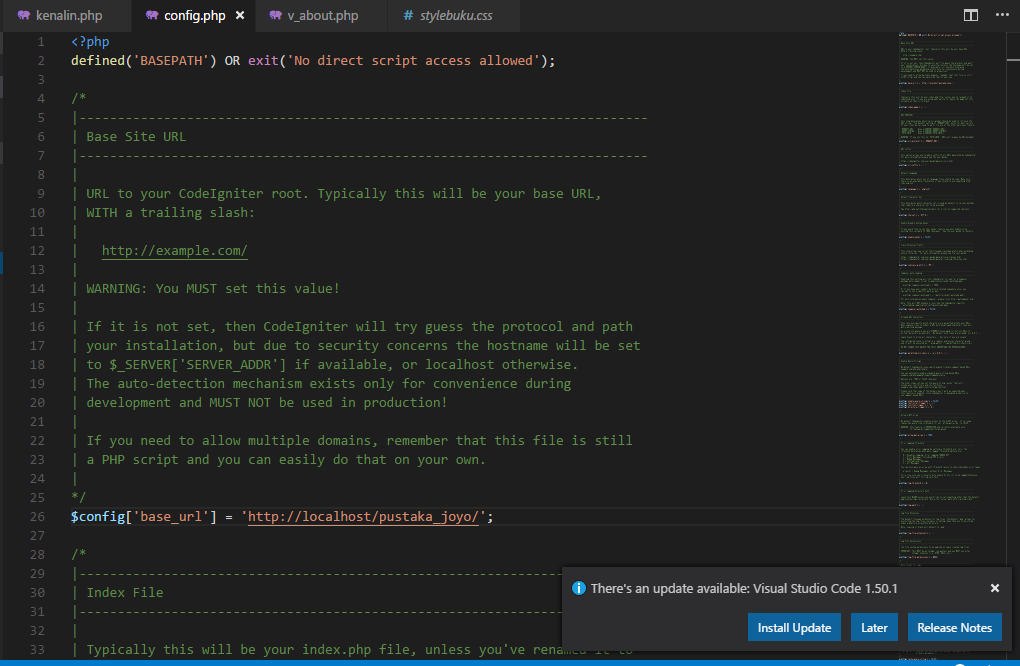 kenalin.php config.php × v_about.php # stylebuku.css ...
1 <?php
2 defined('BASEPATH') OR exit('No direct script access allowed');
3
4 /*
5 |--------------------------------------------------------------------------
6 | Base Site URL
7 |--------------------------------------------------------------------------
8 |
9 | URL to your CodeIgniter root. Typically this will be your base URL,
10 | WITH a trailing slash:
11 |
12 | http://example.com/
13 |
14 | WARNING: You MUST set this value!
15 |
16 | If it is not set, then CodeIgniter will try guess the protocol and path
17 | your installation, but due to security concerns the hostname will be set
18 | to $_SERVER['SERVER_ADDR'] if available, or localhost otherwise.
19 | The auto-detection mechanism exists only for convenience during
20 | development and MUST NOT be used in production!
21 |
22 | If you need to allow multiple domains, remember that this file is still
23 | a PHP script and you can easily do that on your own.
24 |
25 */
26 $config['base_url'] = 'http://localhost/pustaka_joyo/';
27
28 /*
29 |---------------------------------------------------------------
30 | Index File
31 |---------------------------------------------------------------
32 |
33 | Typically this will be your index.php file, unless you've renamed it to
There's an update available: Visual Studio Code 1.50.1 ×
Install Update Later Release Notes